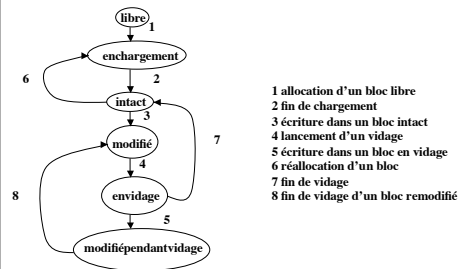 libre
1
enchargement
6
2
intact
3
7
modifié
4
8
envidage
5
modifiépendantvidage
1 allocation d'un bloc libre
2 fin de chargement
3 écriture dans un bloc intact
4 lancement d'un vidage
5 écriture dans un bloc en vidage
6 réallocation d'un bloc
7 fin de vidage
8 fin de vidage d'un bloc remodifié